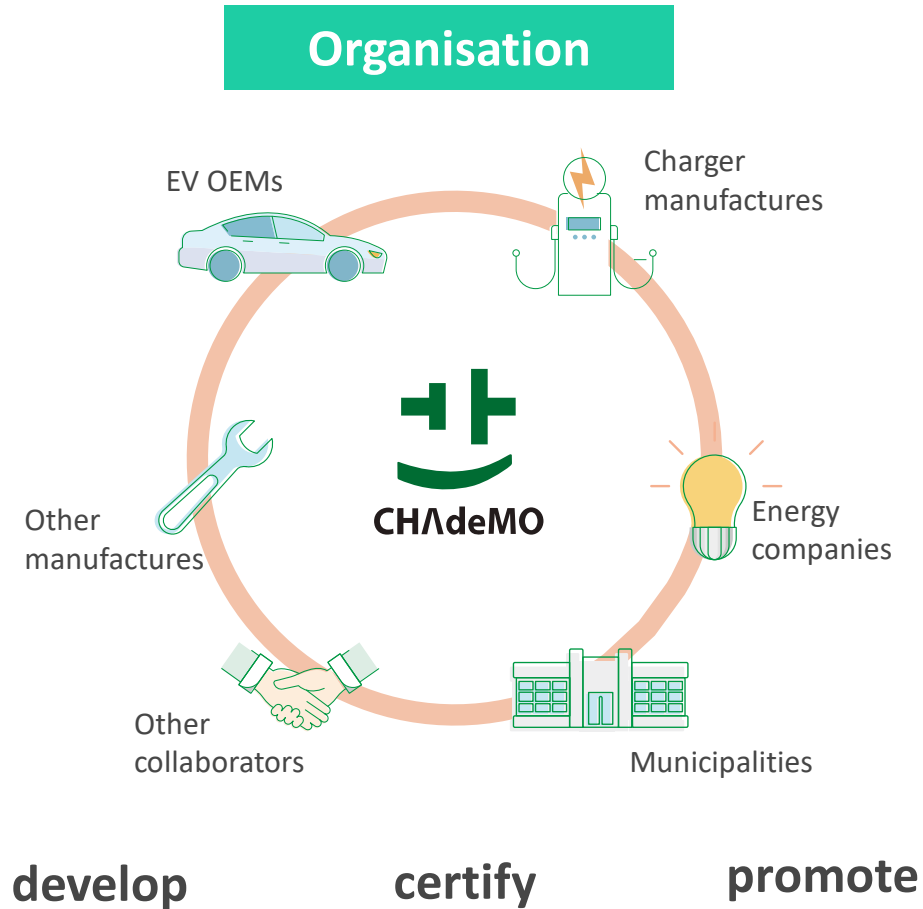 Organisation
EV OEMs
Charger
manufactures
CHΛdeMO
Other
manufactures
Energy
companies
Other
collaborators
Municipalities
develop
certify
promote